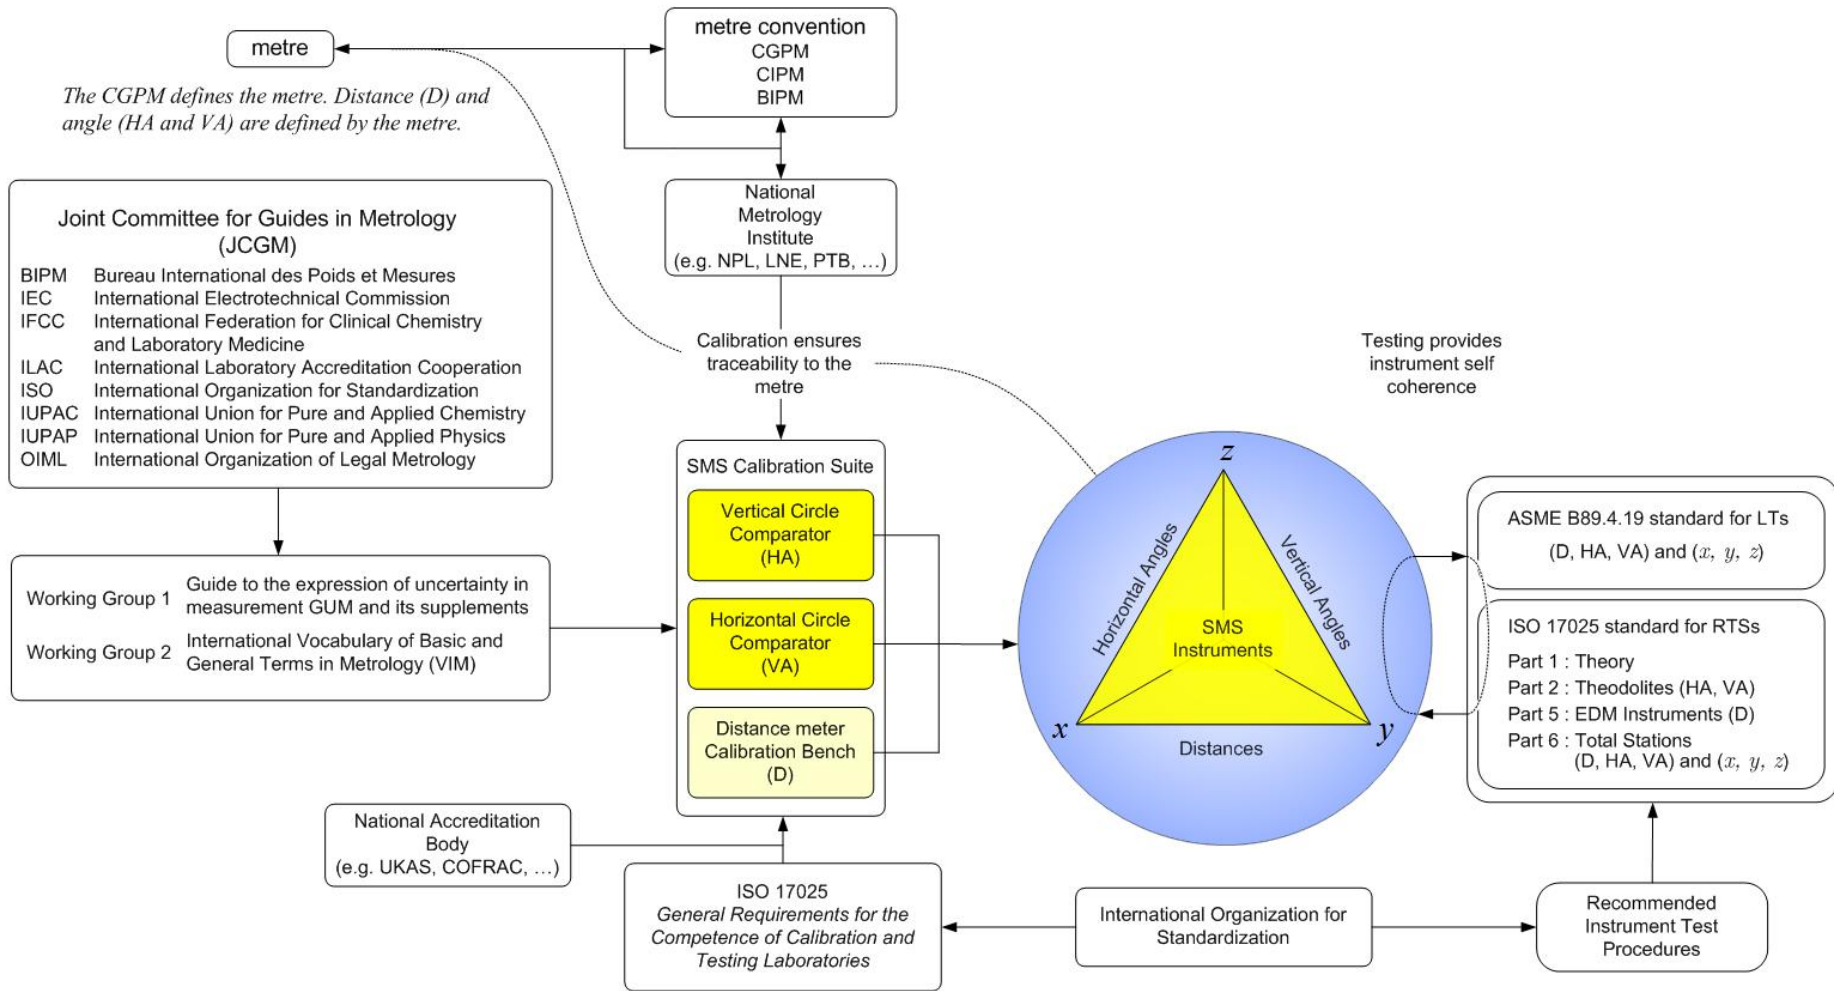 metre
metre convention
CGPM
CIPM
BIPM
The CGPM defines the metre. Distance (D) and
angle (HA and VA) are defined by the metre.
National
Metrology
Institute
(e.g. NPL, LNE, PTB, …)
Joint Committee for Guides in Metrology
(JCGM)
BIPM Bureau International des Poids et Mesures
IEC International Electrotechnical Commission
IFCC International Federation for Clinical Chemistry
and Laboratory Medicine
ILAC International Laboratory Accreditation Cooperation
ISO International Organization for Standardization
IUPAC International Union for Pure and Applied Chemistry
IUPAP International Union for Pure and Applied Physics
OIML International Organization of Legal Metrology
Calibration ensures
traceability to the
metre
Testing provides
instrument self
coherence
Working Group 1 Guide to the expression of uncertainty in
measurement GUM and its supplements
Working Group 2 International Vocabulary of Basic and
General Terms in Metrology (VIM)
SMS Calibration Suite
Vertical Circle
Comparator
(HA)
Horizontal Circle
Comparator
(VA)
Distance meter
Calibration Bench
(D)
z
Horizontal Angles
Vertical Angles
SMS
Instruments
x
y
Distances
ASME B89.4.19 standard for LTs
(D, HA, VA) and (x, y, z)
ISO 17025 standard for RTSs
Part 1 : Theory
Part 2 : Theodolites (HA, VA)
Part 5 : EDM Instruments (D)
Part 6 : Total Stations
(D, HA, VA) and (x, y, z)
National Accreditation
Body
(e.g. UKAS, COFRAC, …)
ISO 17025
General Requirements for the
Competence of Calibration and
Testing Laboratories
International Organization for
Standardization
Recommended
Instrument Test
Procedures